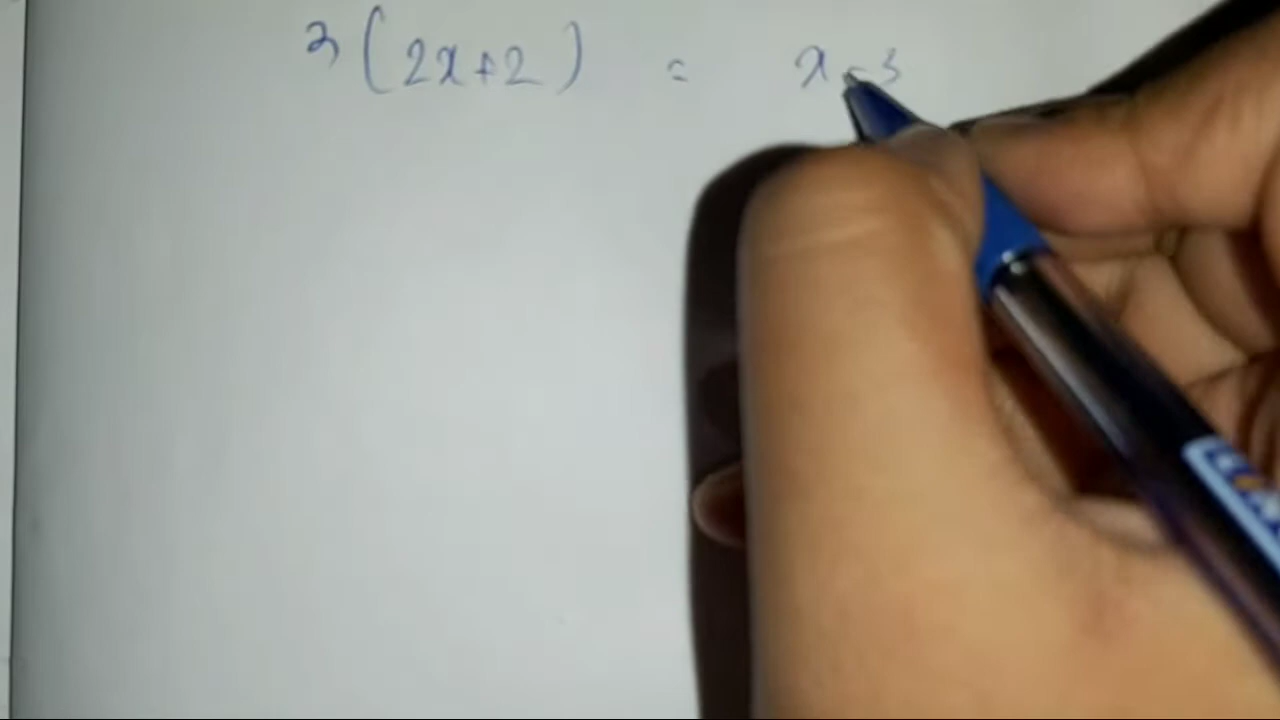 3(2x+2) = x-3